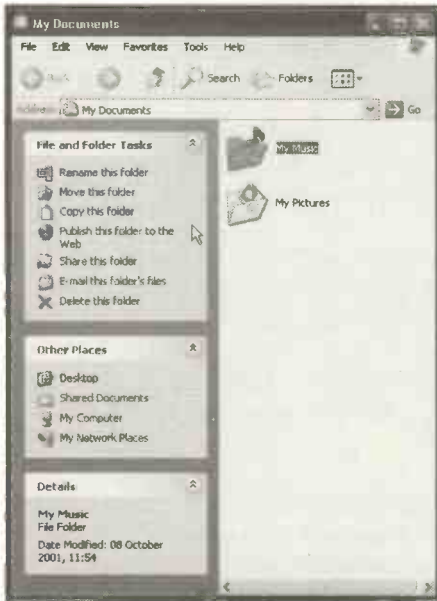 My Documents
File Edit View Favorites Tools Help
Back Search Folders
Address My Documents Go
File and Folder Tasks
Rename this folder
Move this folder
Copy this folder
Publish this folder to the
Web
Share this folder
E-mail this folder's files
Delete this folder
Other Places
Desktop
Shared Documents
My Computer
My Network Places
Details
My Music
File Folder
Date Modified: 08 October
2001, 11:54
My Music
My Pictures